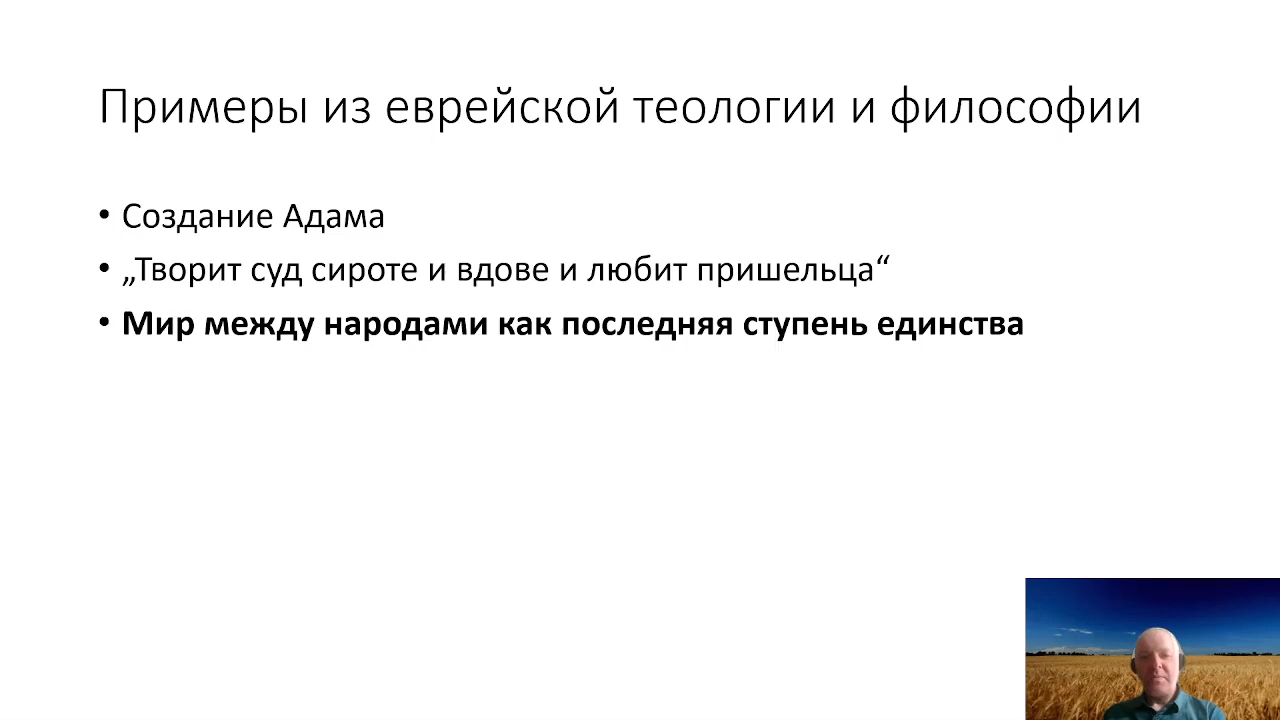 Примеры из еврейской теологии и философии
• Создание Адама
• „Творит суд сироте и вдове и любит пришельца“
• Мир между народами как последняя ступень единства